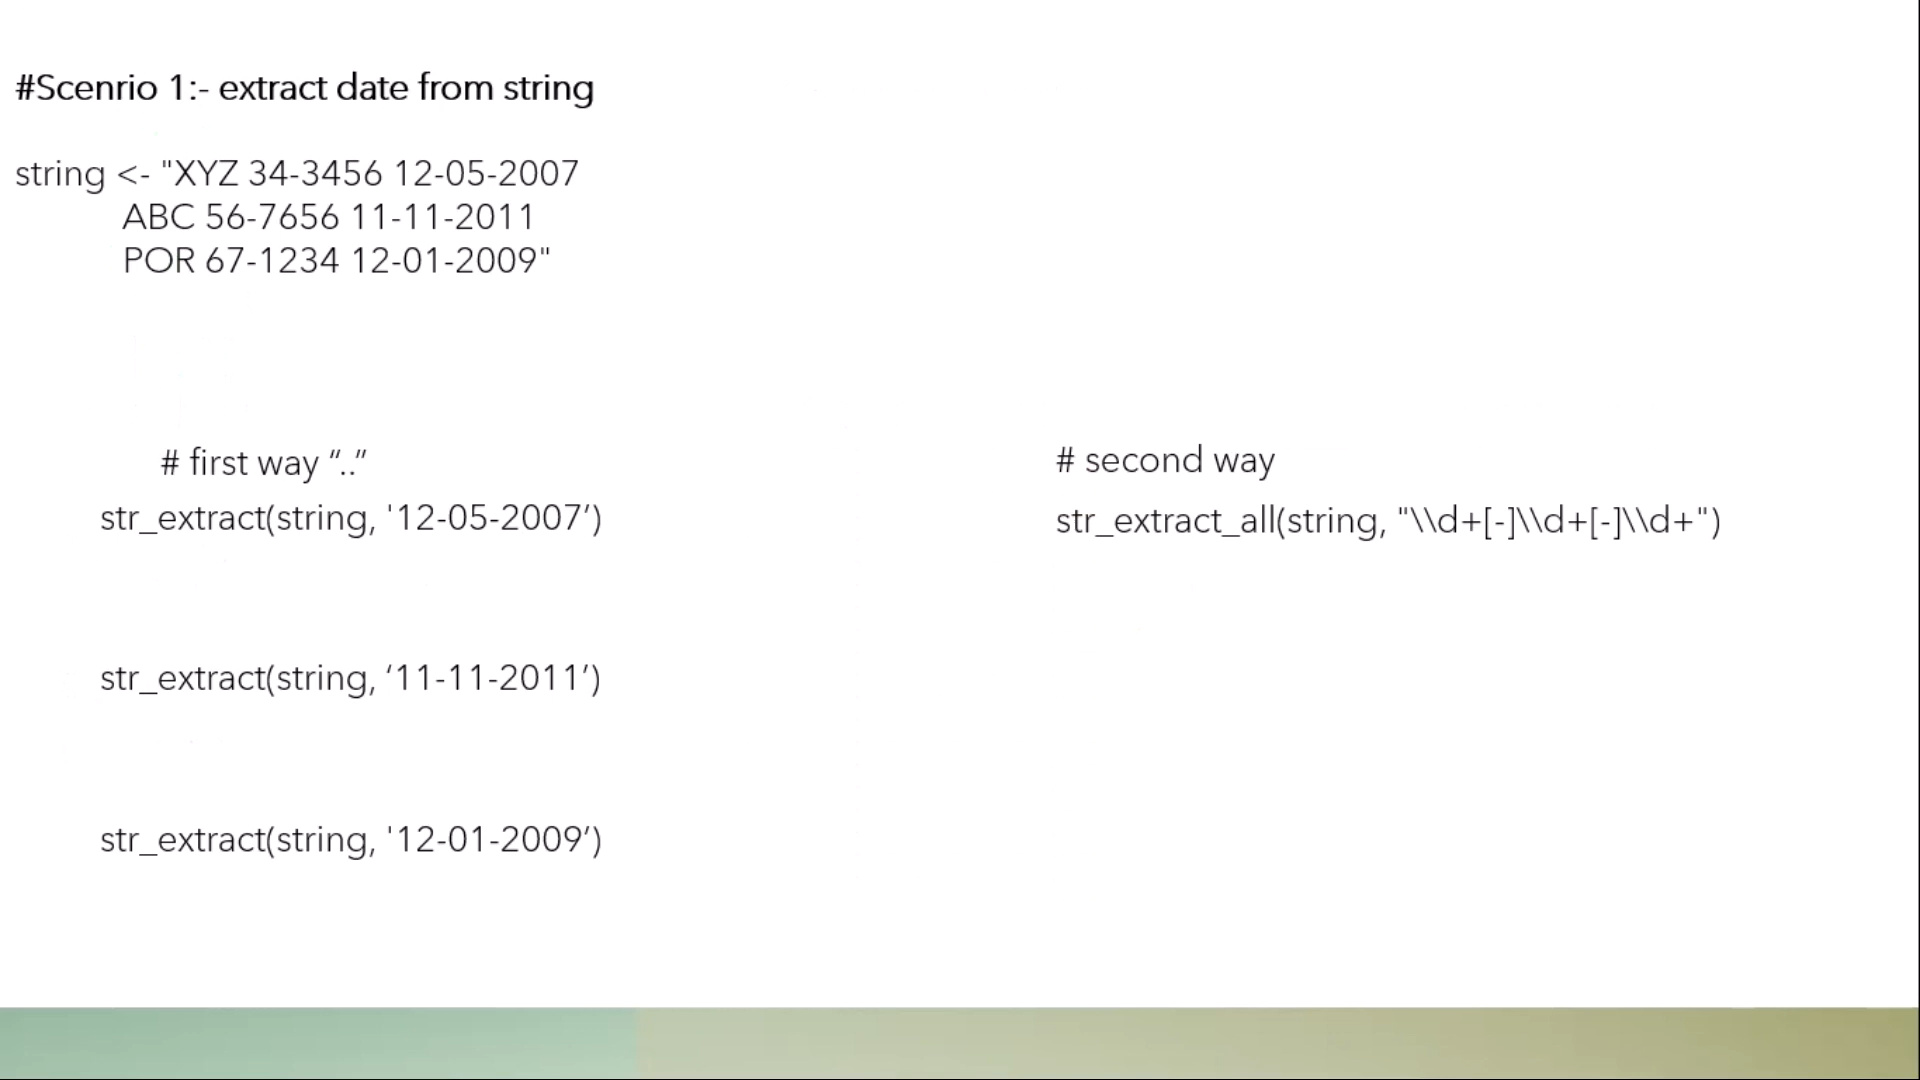 #Scenrio 1:- extract date from string
string <- "XYZ 34-3456 12-05-2007
ABC 56-7656 11-11-2011
POR 67-1234 12-01-2009"
# first way “..”
str_extract(string, '12-05-2007’)
str_extract(string, ‘11-11-2011’)
str_extract(string, '12-01-2009’)
# second way
str_extract_all(string, "\\d+[-]\\d+[-]\\d+")